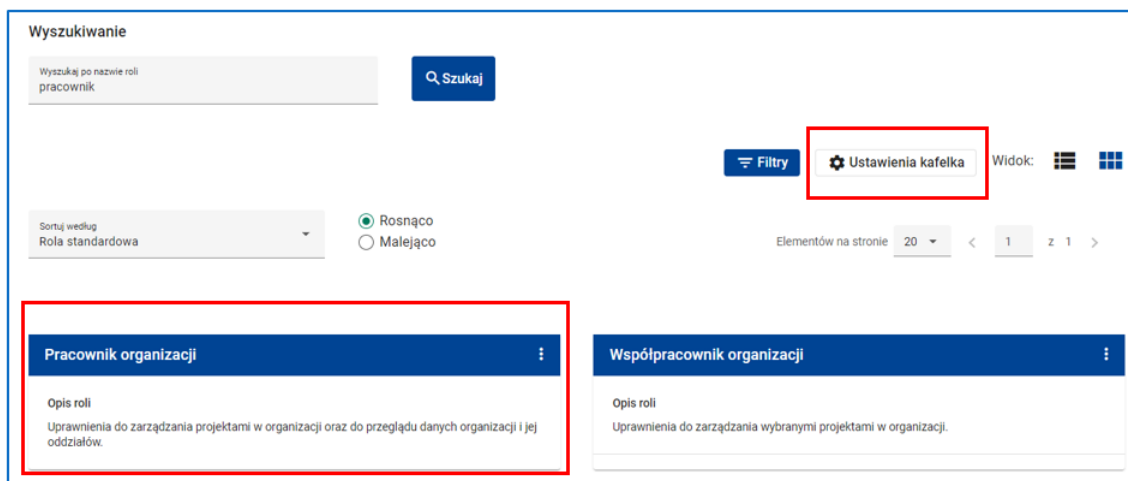 Wyszukiwanie
Wyszukaj po nazwie roli
pracownik
Szukaj
Filtry
Ustawienia kafelka
Widok:
Sortuj według
Rola standardowa
Rosnąco
Malejąco
Elementów na stronie 20 1 z 1
Pracownik organizacji
Opis roli
Uprawnienia do zarządzania projektami w organizacji oraz do przeglądu danych organizacji i jej
oddziałów.
Współpracownik organizacji
Opis roli
Uprawnienia do zarządzania wybranymi projektami w organizacji.